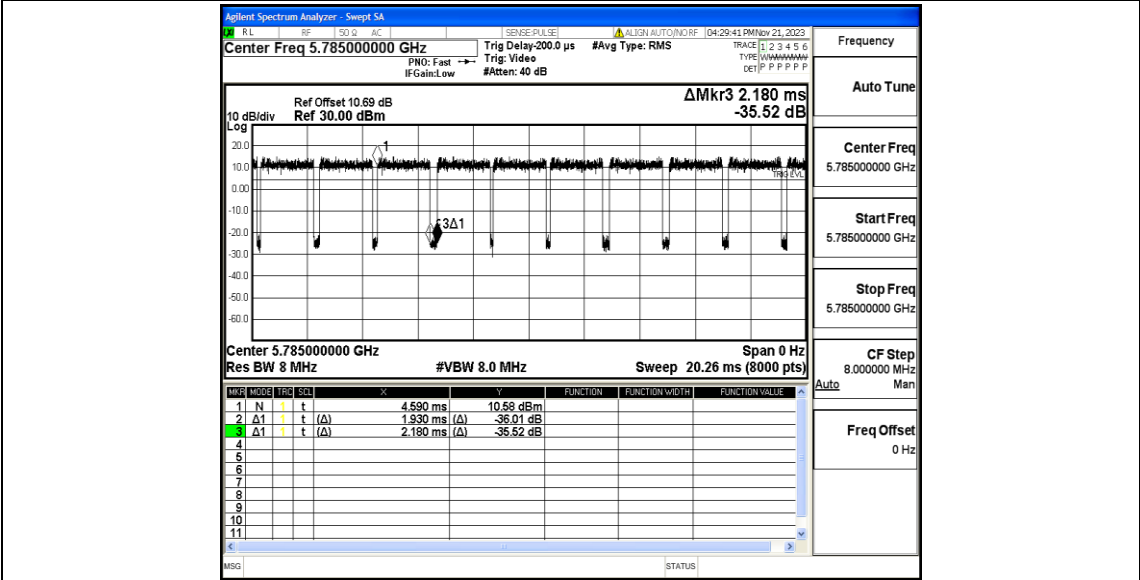 Agilent Spectrum Analyzer - Swept SA
RL RF 50 Ω AC SENSE:PULSE ALIGN AUTO/NO RF 04:29:41 PM Nov 21, 2023
Center Freq 5.785000000 GHz
PNO: Fast
IFGain:Low
Trig Delay-200.0 µs
Trig: Video
#Atten: 40 dB
#Avg Type: RMS
TRACE 1 2 3 4 5 6
TYPE
DET P P P P P P
ΔMkr3 2.180 ms
-35.52 dB
Ref Offset 10.69 dB
10 dB/div Ref 30.00 dBm
Log
20.0
10.0
0.00
-10.0
-20.0
-30.0
-40.0
-50.0
-60.0
1
3Δ1
TRIG LVL
Center 5.785000000 GHz Span 0 Hz
Res BW 8 MHz #VBW 8.0 MHz Sweep 20.26 ms (8000 pts)
MKR MODE TRC SCL X Y FUNCTION FUNCTION WIDTH FUNCTION VALUE
1 N t 4.590 ms 10.58 dBm
2 Δ1 t (Δ) 1.930 ms (Δ) -36.01 dB
3 Δ1 t (Δ) 2.180 ms (Δ) -35.52 dB
4
5
6
7
8
9
10
11
MSG STATUS
Frequency
Auto Tune
Center Freq
5.785000000 GHz
Start Freq
5.785000000 GHz
Stop Freq
5.785000000 GHz
CF Step
8.000000 MHz
Auto Man
Freq Offset
0 Hz